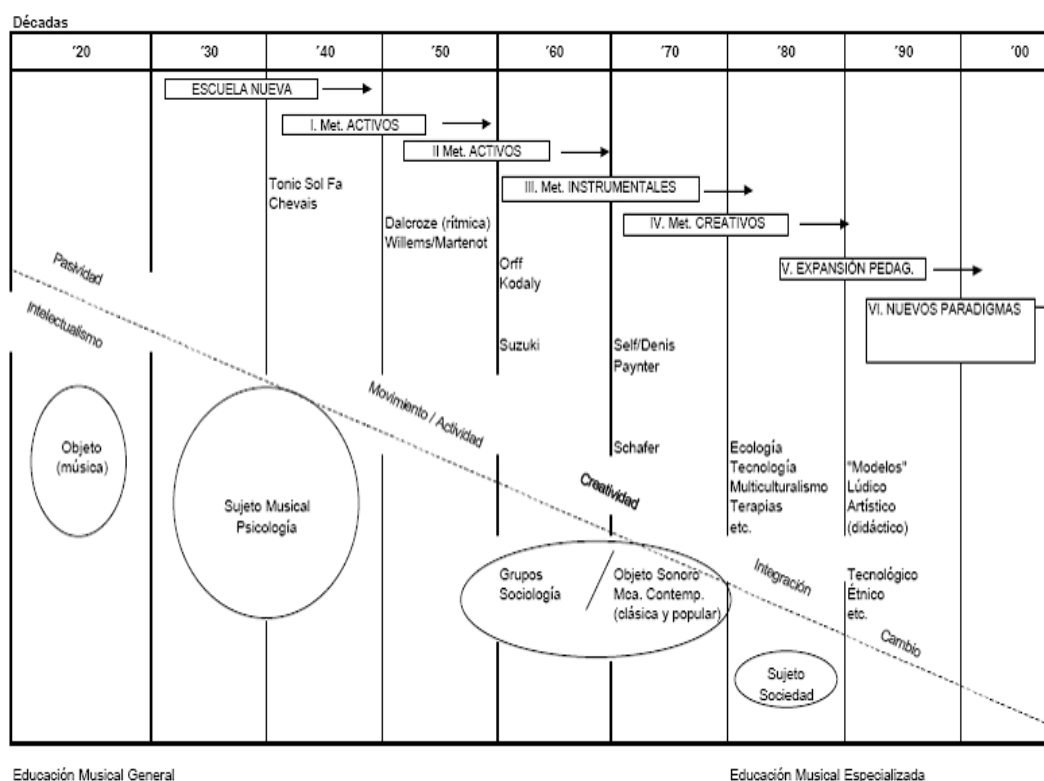 Décadas
'20
'30
'40
'50
'60
'70
'80
'90
'00
ESCUELA NUEVA
I. Met. ACTIVOS
II Met. ACTIVOS
Tonic Sol Fa
Chevais
III. Met. INSTRUMENTALES
Dalcroze (rítmica)
Willems/Martenot
IV. Met. CREATIVOS
Orff
Kodaly
V. EXPANSIÓN PEDAG.
Pasividad
Intelectualismo
VI. NUEVOS PARADIGMAS
Suzuki
Self/Denis
Paynter
Movimiento / Actividad
Objeto
(música)
Schafer
Ecología
Tecnología
Multiculturalismo
Terapias
etc.
"Modelos"
Lúdico
Artístico
(didáctico)
Creatividad
Sujeto Musical
Psicología
Grupos
Sociología
Objeto Sonoro
Mca. Contemp.
(clásica y popular)
Integración
Tecnológico
Étnico
etc.
Cambio
Sujeto
Sociedad
Educación Musical General
Educación Musical Especializada